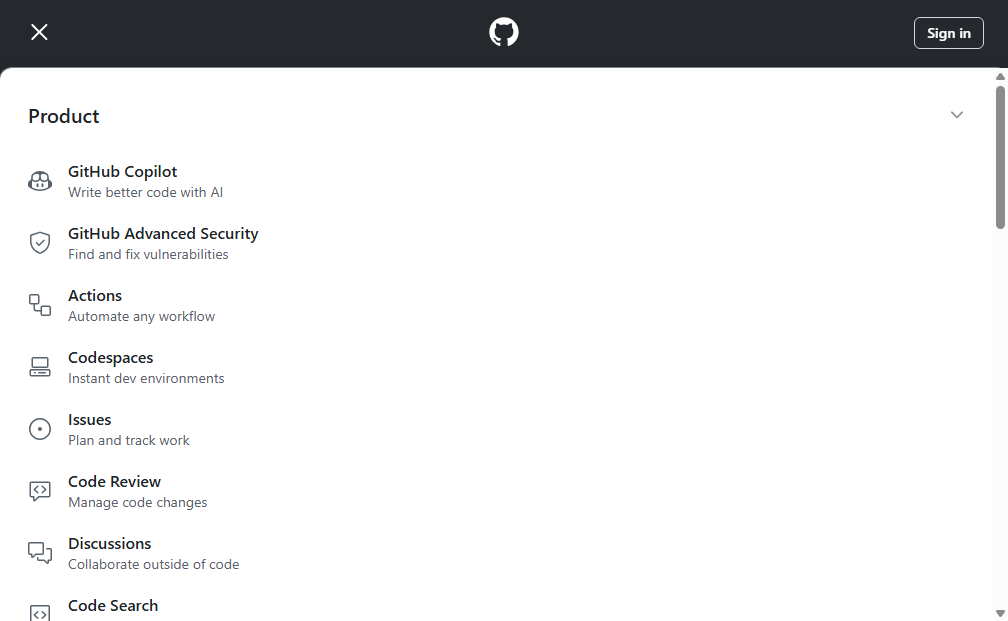 Sign in
Product
GitHub Copilot
Write better code with AI
GitHub Advanced Security
Find and fix vulnerabilities
Actions
Automate any workflow
Codespaces
Instant dev environments
Issues
Plan and track work
Code Review
Manage code changes
Discussions
Collaborate outside of code
Code Search